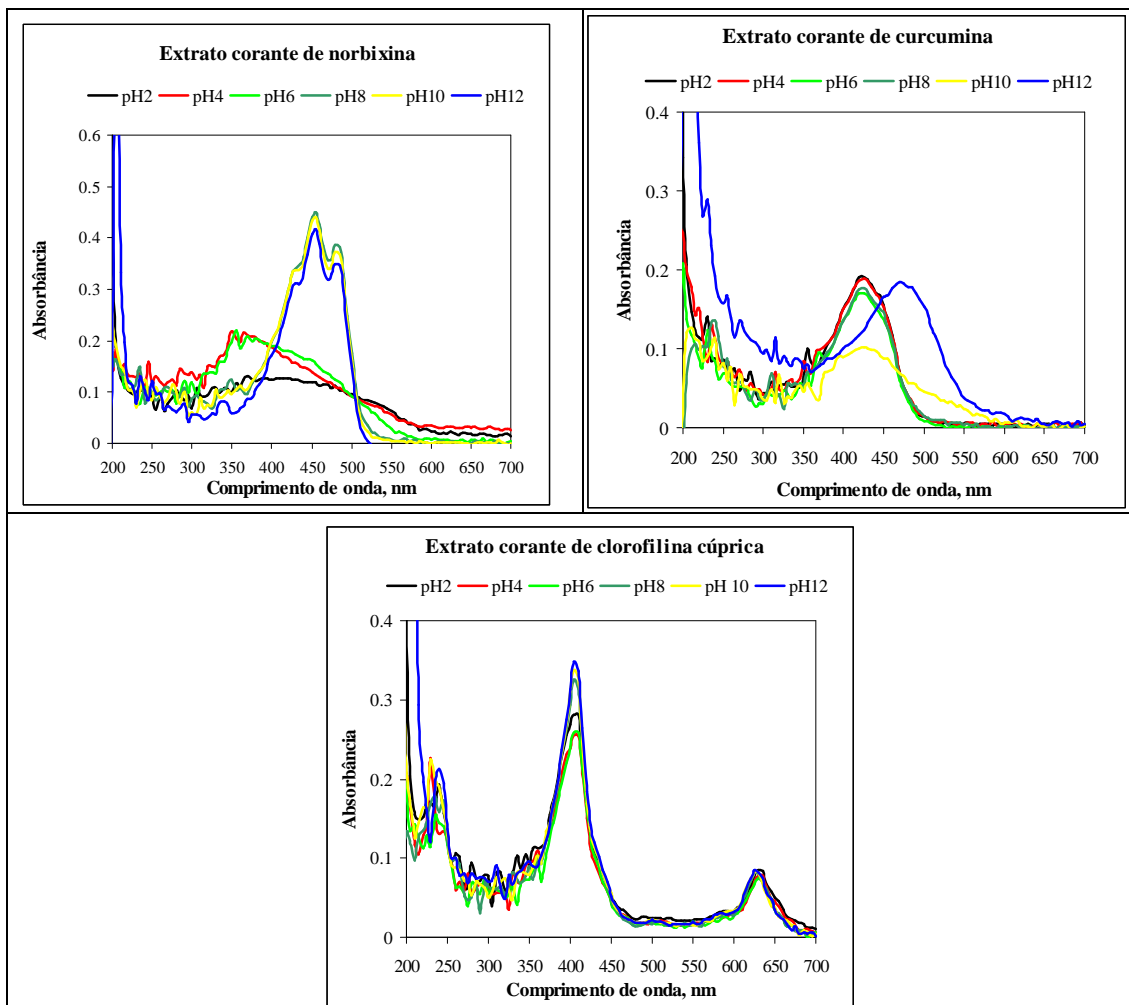 Extrato corante de norbixina
pH2 pH4 pH6 pH8 pH10 pH12
0.6
0.5
0.4
0.3
0.2
0.1
0
Absorbância
200 250 300 350 400 450 500 550 600 650 700
Comprimento de onda, nm
Extrato corante de curcumina
pH2 pH4 pH6 pH8 pH10 pH12
0.4
0.3
0.2
0.1
0
Absorbância
200 250 300 350 400 450 500 550 600 650 700
Comprimento de onda, nm
Extrato corante de clorofilina cúprica
pH2 pH4 pH6 pH8 pH 10 pH12
0.4
0.3
0.2
0.1
0
Absorbância
200 250 300 350 400 450 500 550 600 650 700
Comprimento de onda, nm